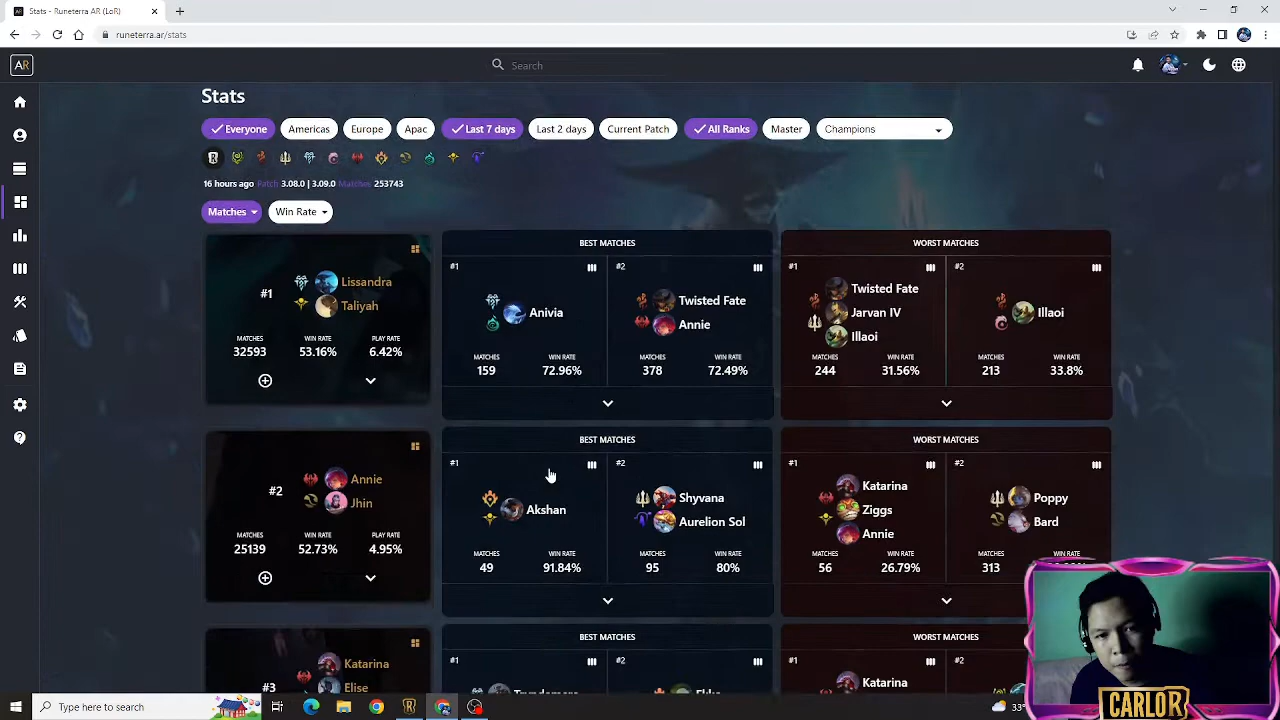 Stats - Runeterra AR (LoR)
runeterra.ar/stats
AR
Search
Stats
Everyone Americas Europe Apac Last 7 days Last 2 days Current Patch All Ranks Master Champions
16 hours ago Patch 3.08.0 | 3.09.0 Matches 253743
Matches Win Rate
BEST MATCHES
WORST MATCHES
#1
Lissandra
Taliyah
MATCHES WIN RATE PLAY RATE
32593 53.16% 6.42%
#1
Anivia
MATCHES WIN RATE
159 72.96%
#2
Twisted Fate
Annie
MATCHES WIN RATE
378 72.49%
#1
Twisted Fate
Jarvan IV
Illaoi
MATCHES WIN RATE
244 31.56%
#2
Illaoi
MATCHES WIN RATE
213 33.8%
BEST MATCHES
WORST MATCHES
#2
Annie
Jhin
MATCHES WIN RATE PLAY RATE
25139 52.73% 4.95%
#1
Akshan
MATCHES WIN RATE
49 91.84%
#2
Shyvana
Aurelion Sol
MATCHES WIN RATE
95 80%
#1
Katarina
Ziggs
Annie
MATCHES WIN RATE
56 26.79%
#2
Poppy
Bard
MATCHES WIN RATE
313
BEST MATCHES
WORST MATCHES
#3
Katarina
Elise
#1
Tryndamere
#2
Ekko
#1
Katarina
#2
CARLO R
Type here to search
33°